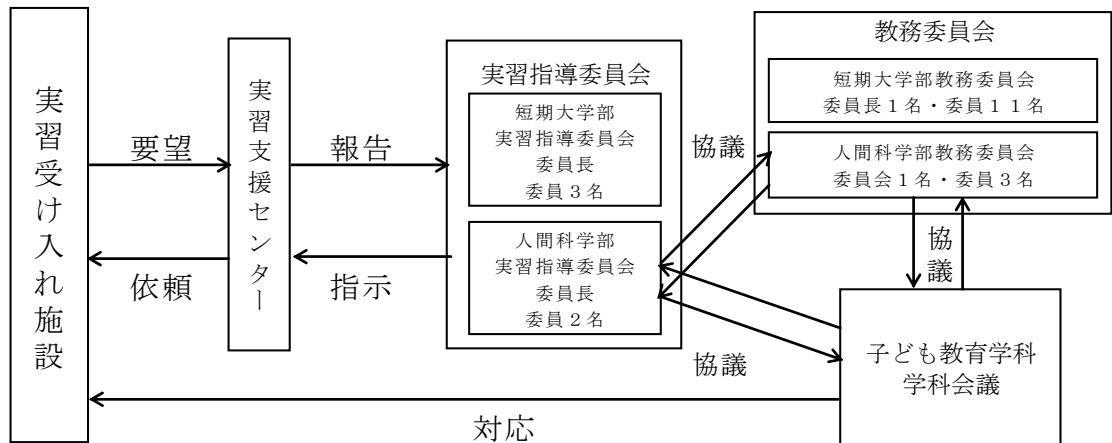 実習受け入れ施設
要望
依頼
実習支援センター
報告
指示
実習指導委員会
短期大学部
実習指導委員会
委員長
委員３名
人間科学部
実習指導委員会
委員長
委員２名
協議
教務委員会
短期大学部教務委員会
委員長１名・委員１１名
人間科学部教務委員会
委員会１名・委員３名
協議
協議
子ども教育学科
学科会議
対応